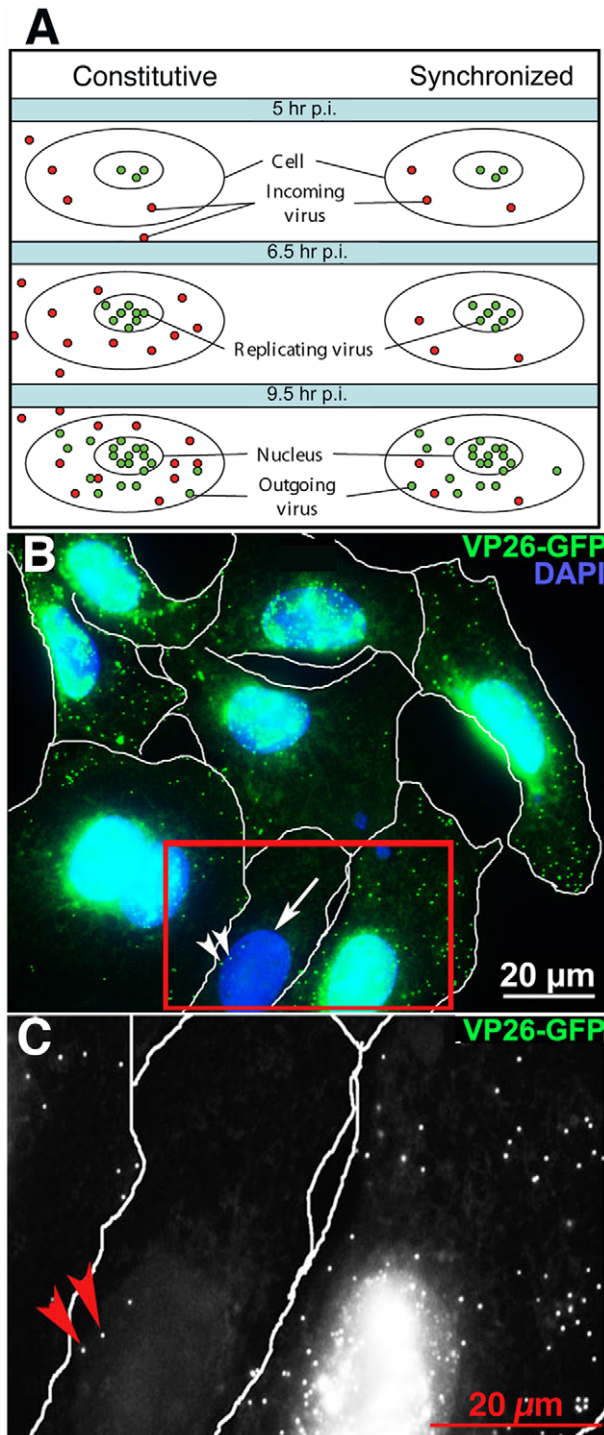 A
Constitutive Synchronized
5 hr p.i.
Cell
Incoming
virus
6.5 hr p.i.
Replicating virus
9.5 hr p.i.
Nucleus
Outgoing
virus
B
VP26-GFP
DAPI
20 µm
C
VP26-GFP
20 µm